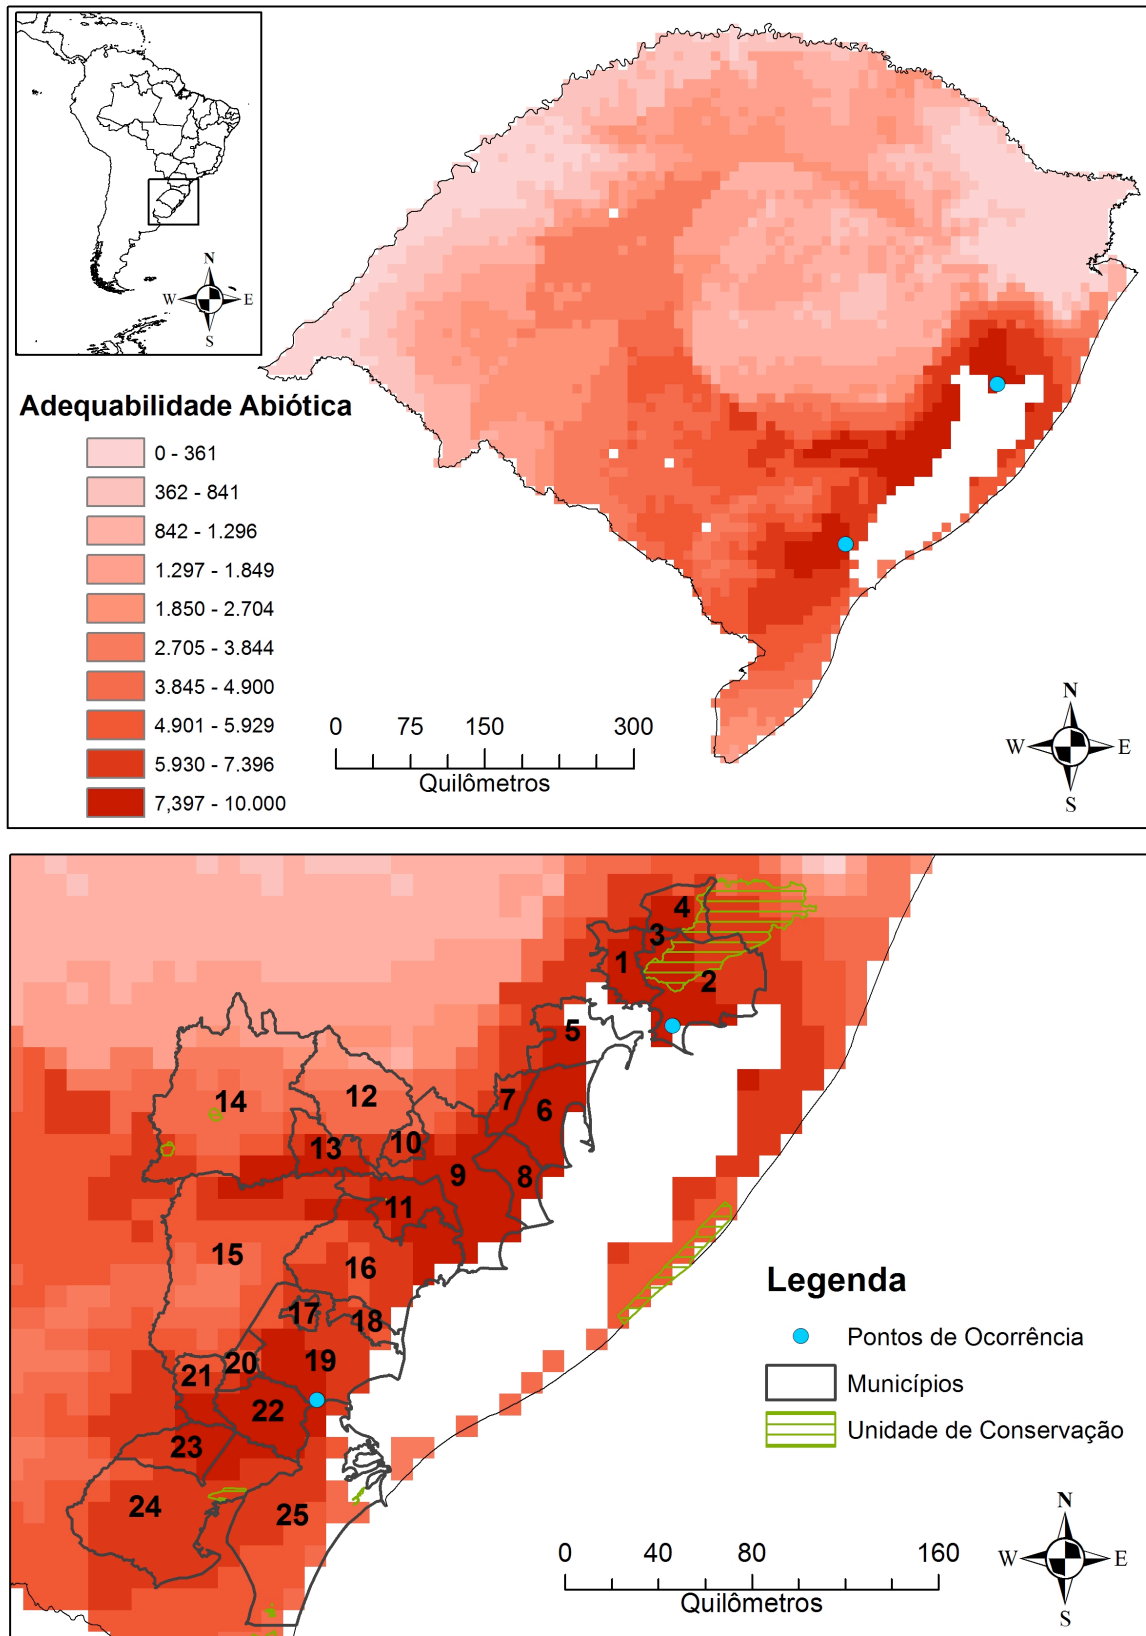 N
W E
S
Adequabilidade Abiótica
0 - 361
362 - 841
842 - 1.296
1.297 - 1.849
1.850 - 2.704
2.705 - 3.844
3.845 - 4.900
4.901 - 5.929
5.930 - 7.396
7,397 - 10.000
0 75 150 300
Quilômetros
N
W E
S
4
3
1
2
5
14
12
7
6
13
10
9
8
11
15
16
17
18
19
20
21
22
23
24
25
Legenda
Pontos de Ocorrência
Municípios
Unidade de Conservação
0 40 80 160
Quilômetros
N
W E
S